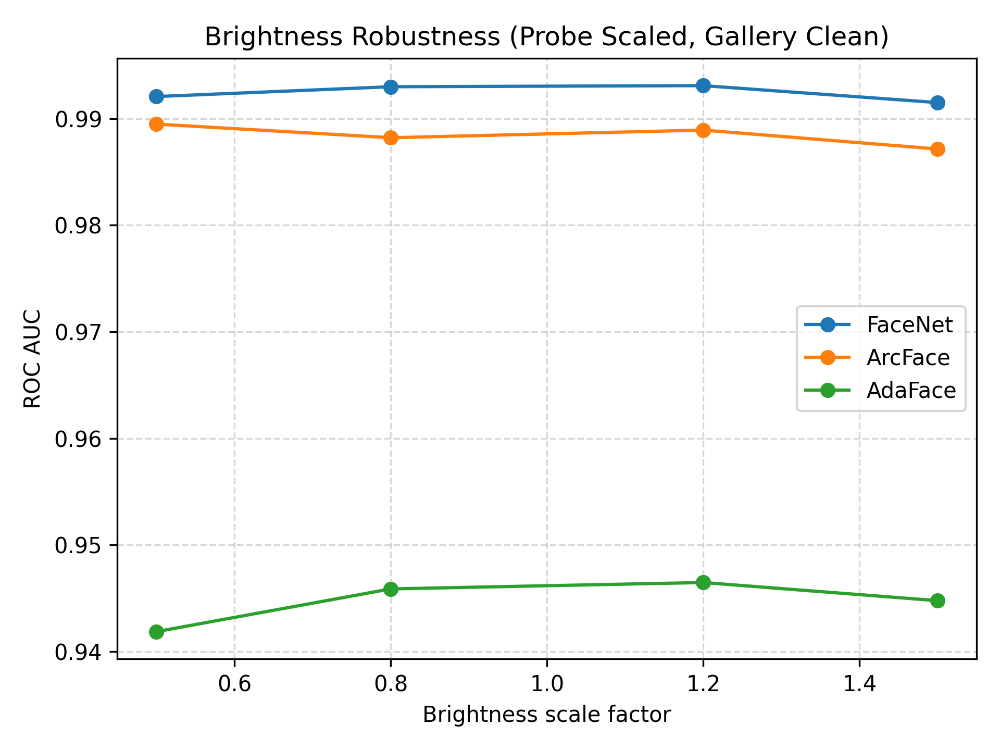 Brightness Robustness (Probe Scaled, Gallery Clean)
0.99
0.98
0.97
0.96
0.95
0.94
ROC AUC
FaceNet
ArcFace
AdaFace
0.6 0.8 1.0 1.2 1.4
Brightness scale factor